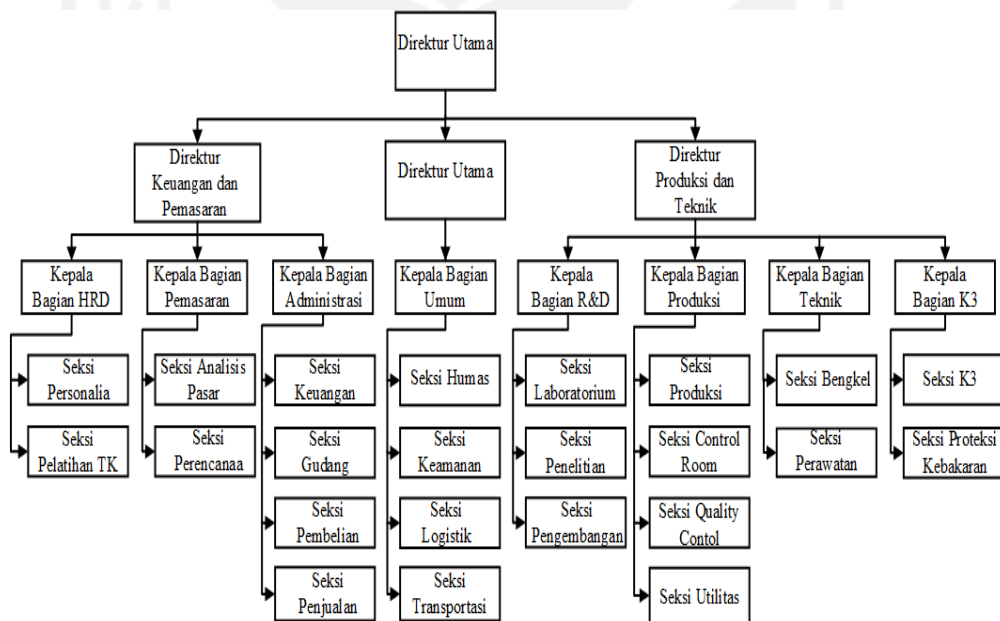 Direktur Utama
Direktur
Keuangan dan
Pemasaran
Direktur Utama
Direktur
Produksi dan
Teknik
Kepala
Bagian HRD
Kepala Bagian
Pemasaran
Kepala Bagian
Administrasi
Kepala Bagian
Umum
Kepala
Bagian R&D
Kepala Bagian
Produksi
Kepala Bagian
Teknik
Kepala
Bagian K3
Seksi
Personalia
Seksi Analisis
Pasar
Seksi
Keuangan
Seksi Humas
Seksi
Laboratorium
Seksi
Produksi
Seksi Bengkel
Seksi K3
Seksi
Pelatihan TK
Seksi
Perencanaa
Seksi
Gudang
Seksi
Keamanan
Seksi
Penelitian
Seksi Control
Room
Seksi
Perawatan
Seksi Proteksi
Kebakaran
Seksi
Pembelian
Seksi
Logistik
Seksi
Pengembangan
Seksi Quality
Contol
Seksi
Penjualan
Seksi
Transportasi
Seksi Utilitas